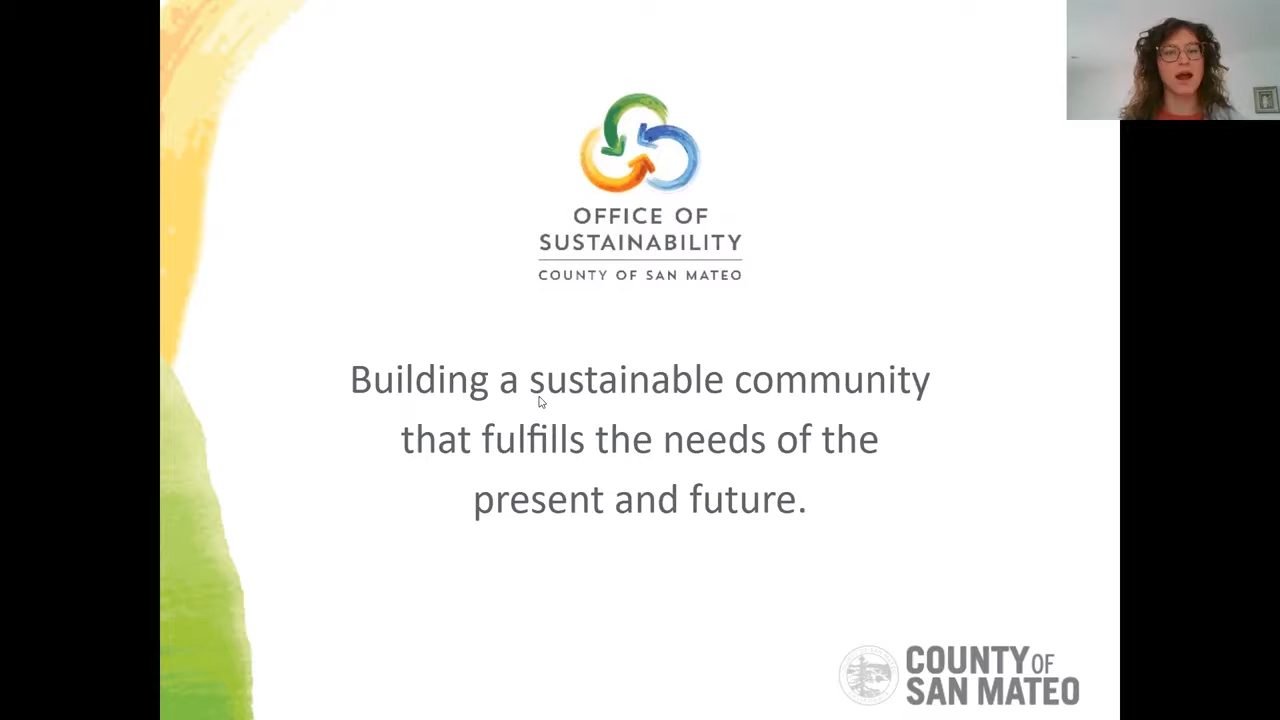 OFFICE OF
SUSTAINABILITY
COUNTY OF SAN MATEO
Building a sustainable community
that fulfills the needs of the
present and future.
COUNTY OF
SAN MATEO